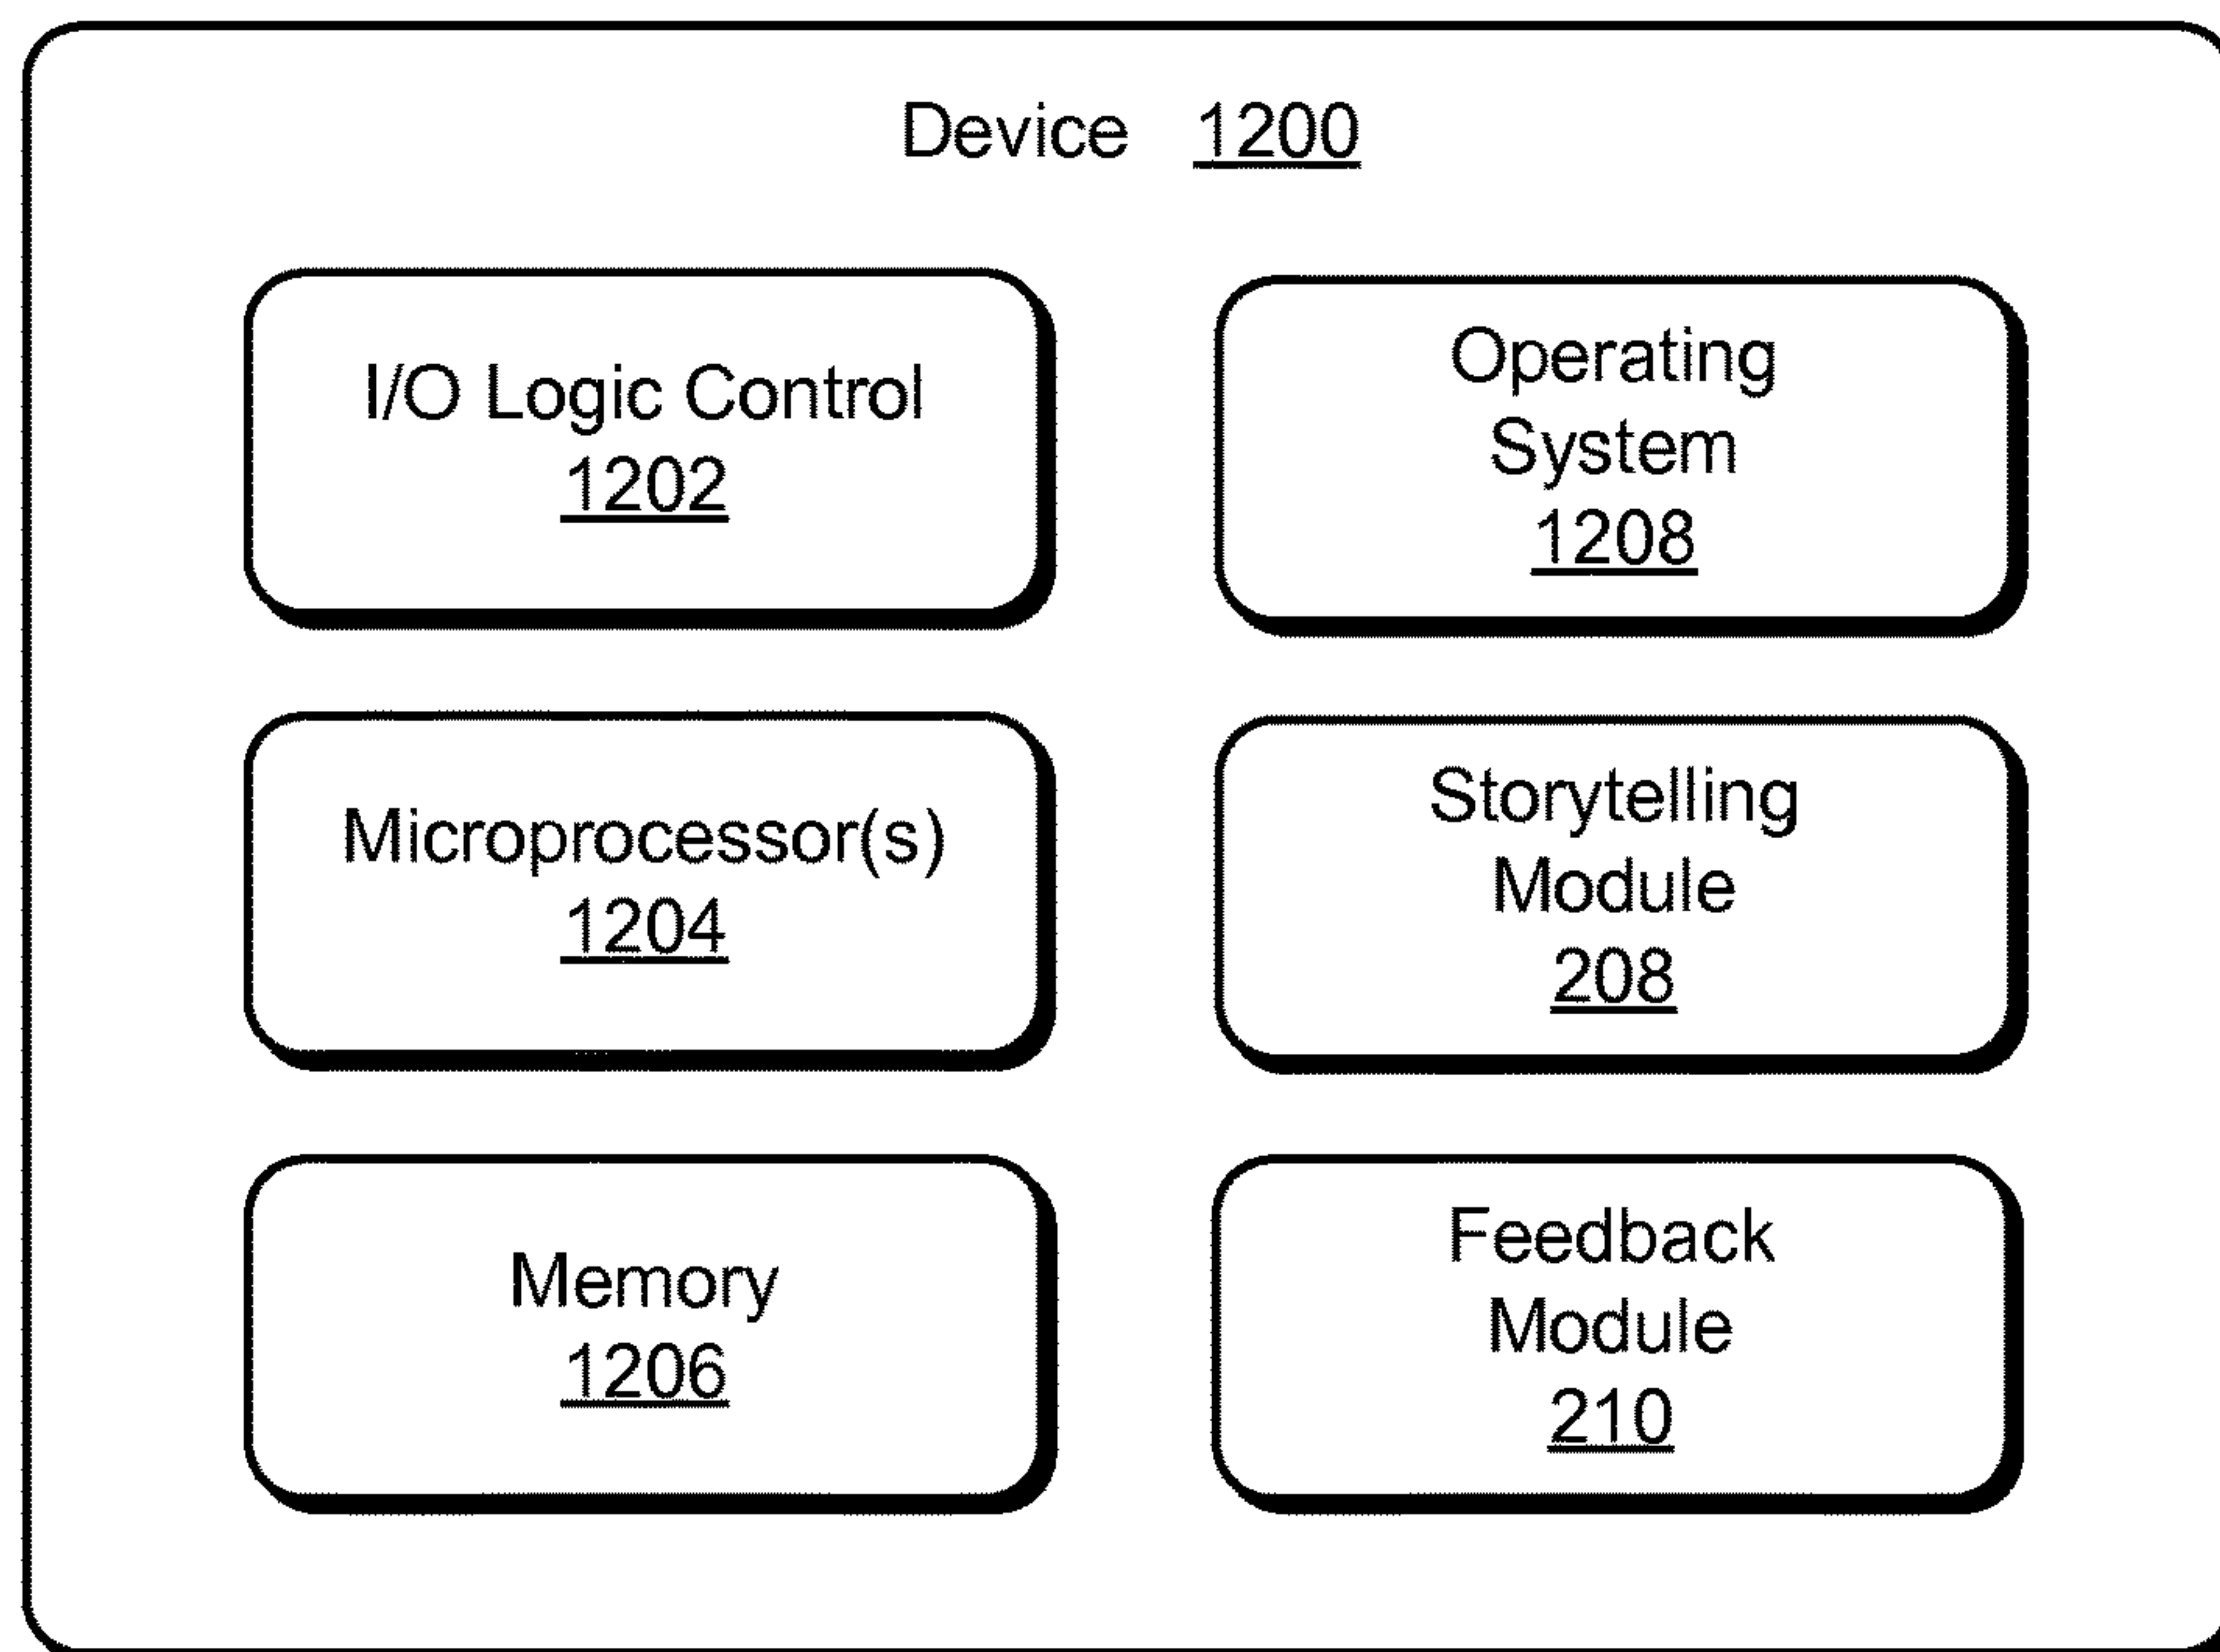 Device 1200
I/O Logic Control
1202
Operating
System
1208
Microprocessor(s)
1204
Storytelling
Module
208
Memory
1206
Feedback
Module
210